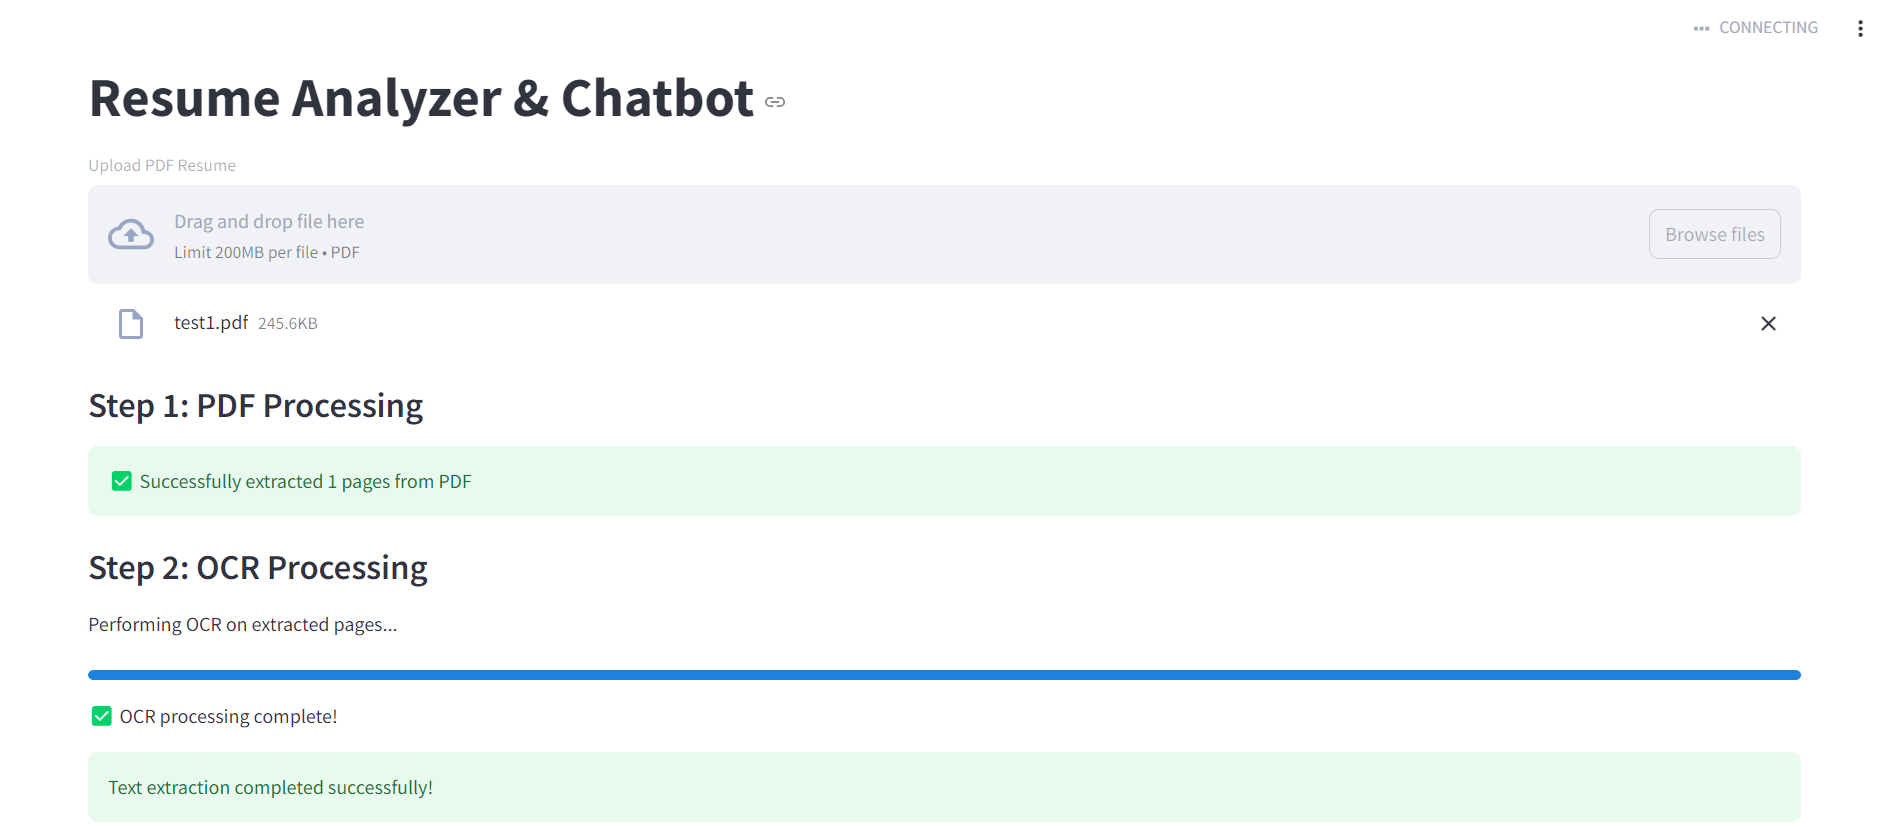 CONNECTING
Resume Analyzer & Chatbot
Upload PDF Resume
Drag and drop file here
Limit 200MB per file • PDF
Browse files
test1.pdf 245.6KB
Step 1: PDF Processing
✅ Successfully extracted 1 pages from PDF
Step 2: OCR Processing
Performing OCR on extracted pages...
✅ OCR processing complete!
Text extraction completed successfully!